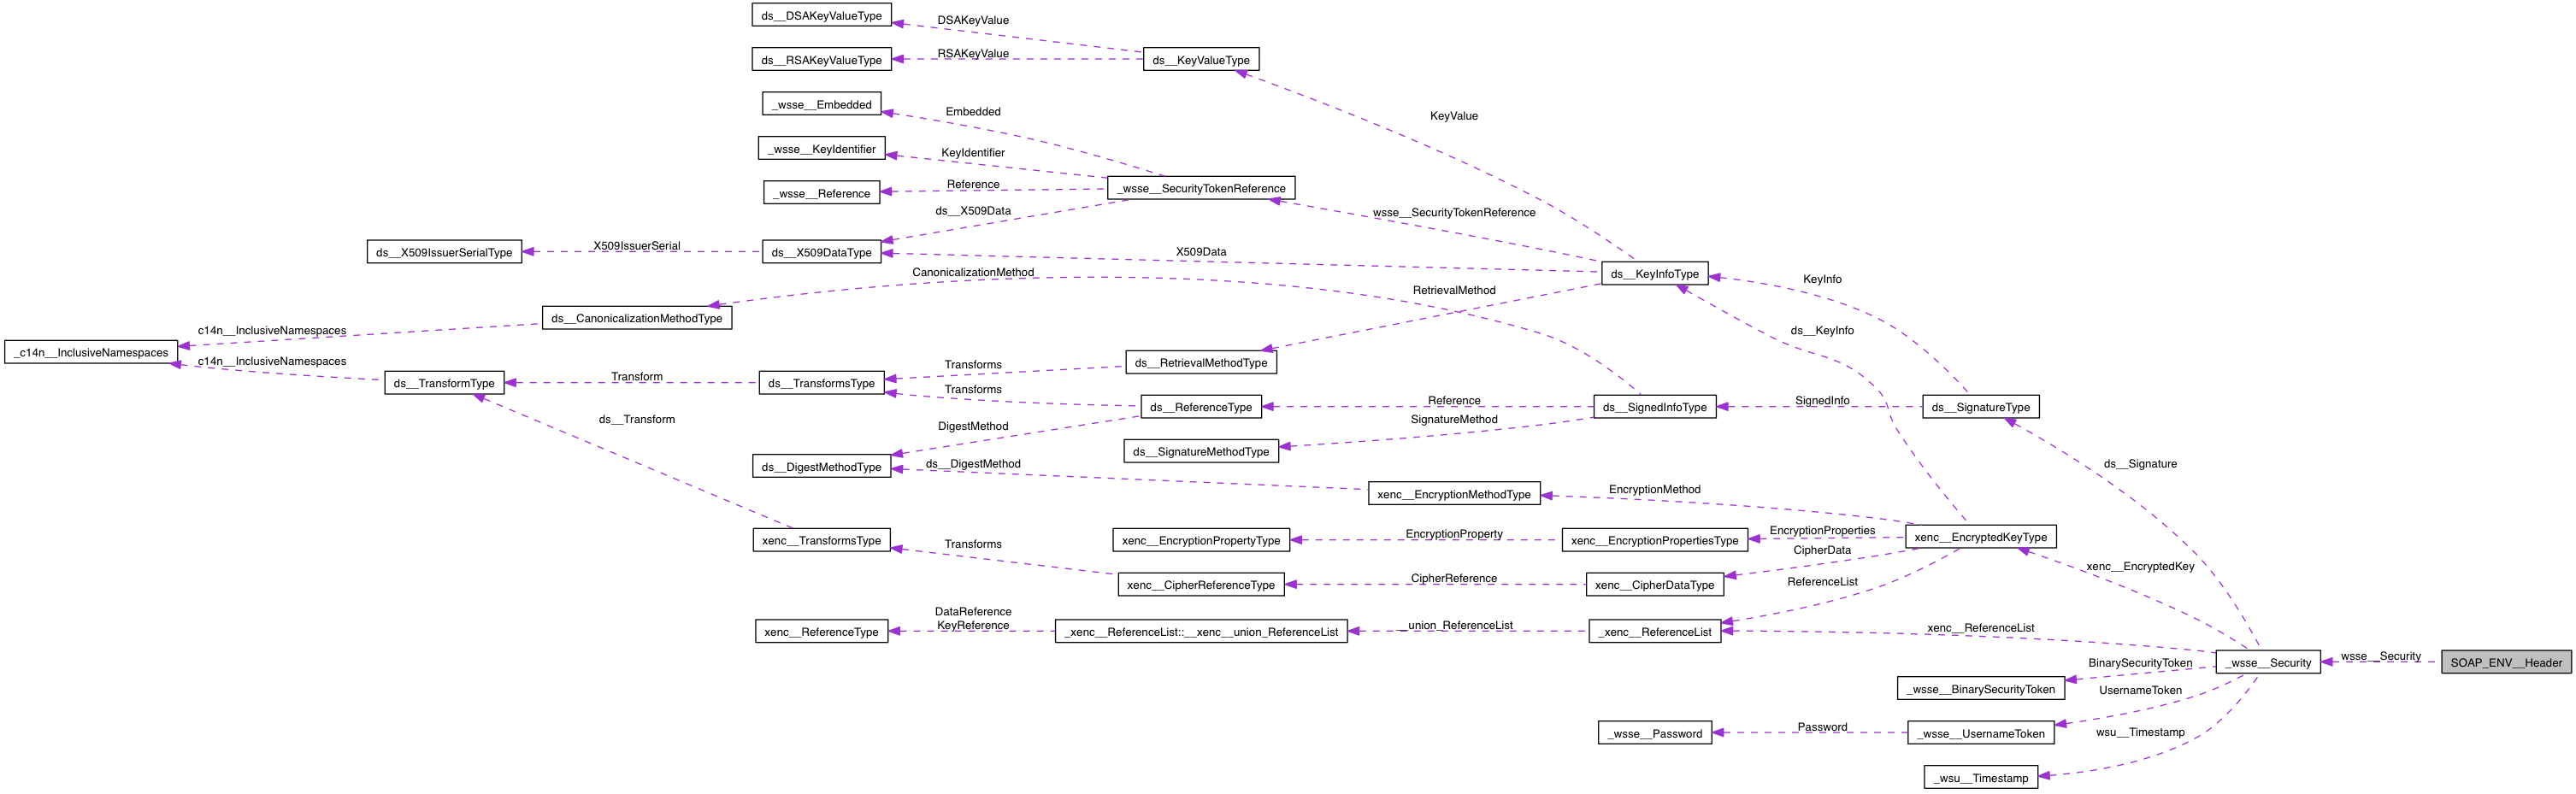 ds__DSAKeyValueType
DSAKeyValue
ds__RSAKeyValueType
RSAKeyValue
ds__KeyValueType
_wsse__Embedded
Embedded
KeyValue
_wsse__KeyIdentifier
KeyIdentifier
_wsse__Reference
Reference
_wsse__SecurityTokenReference
ds__X509Data
wsse__SecurityTokenReference
ds__X509IssuerSerialType
X509IssuerSerial
ds__X509DataType
X509Data
CanonicalizationMethod
ds__KeyInfoType
KeyInfo
RetrievalMethod
ds__CanonicalizationMethodType
c14n__InclusiveNamespaces
ds__KeyInfo
_c14n__InclusiveNamespaces
c14n__InclusiveNamespaces
ds__RetrievalMethodType
ds__TransformType
Transform
ds__TransformsType
Transforms
Transforms
ds__ReferenceType
Reference
ds__SignedInfoType
SignedInfo
ds__SignatureType
ds__Transform
DigestMethod
SignatureMethod
ds__SignatureMethodType
ds__DigestMethodType
ds__DigestMethod
ds__Signature
xenc__EncryptionMethodType
EncryptionMethod
xenc__TransformsType
Transforms
xenc__EncryptionPropertyType
EncryptionProperty
xenc__EncryptionPropertiesType
EncryptionProperties
xenc__EncryptedKeyType
CipherData
xenc__CipherReferenceType
CipherReference
xenc__CipherDataType
ReferenceList
xenc__EncryptedKey
DataReference
KeyReference
xenc__ReferenceType
_xenc__ReferenceList::__xenc__union_ReferenceList
__union_ReferenceList
_xenc__ReferenceList
xenc__ReferenceList
_wsse__Security
wsse__Security
SOAP_ENV__Header
BinarySecurityToken
_wsse__BinarySecurityToken
UsernameToken
_wsse__Password
Password
_wsse__UsernameToken
wsu__Timestamp
_wsu__Timestamp